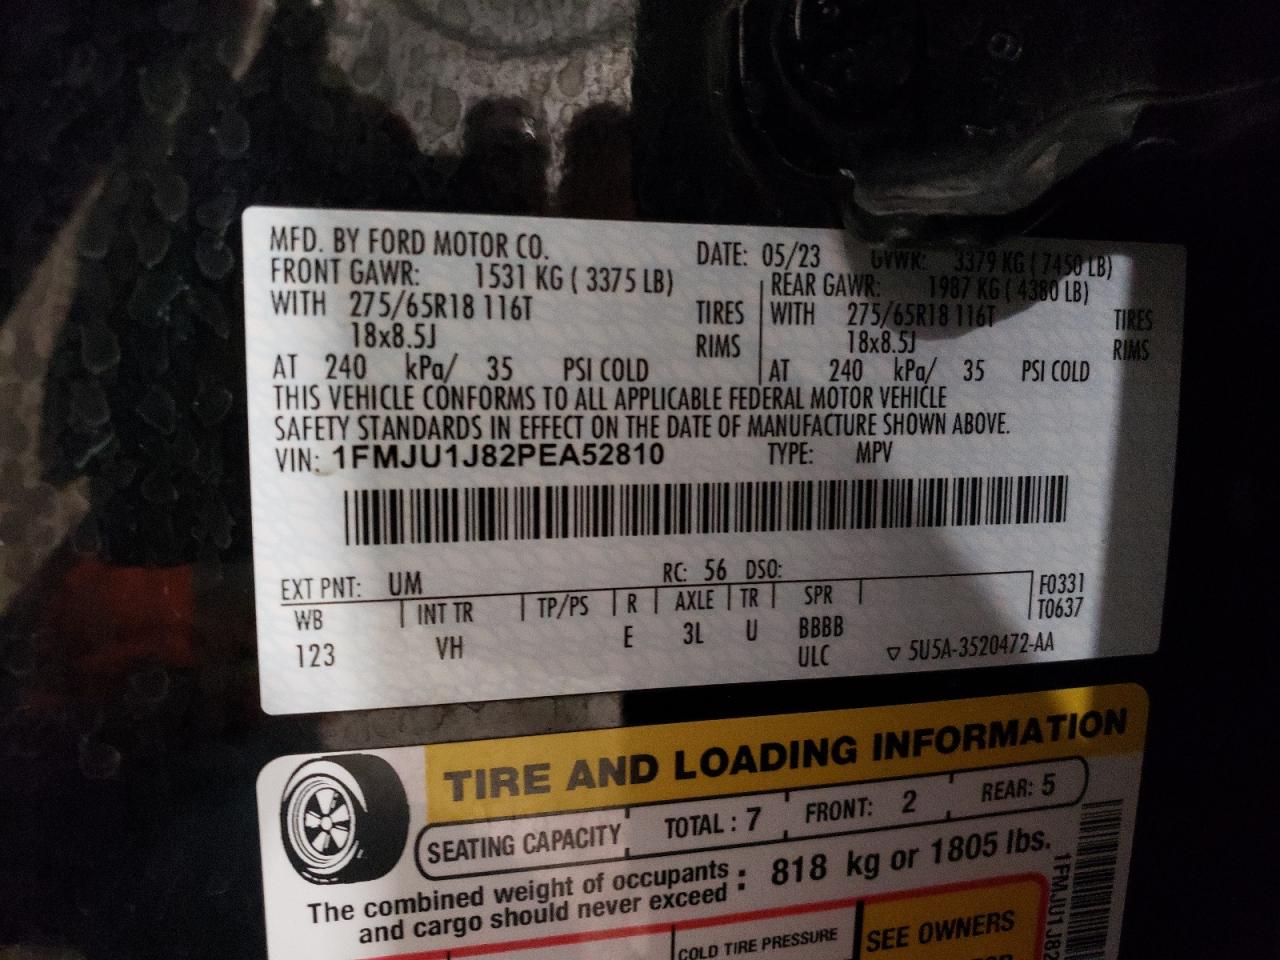 MFD. BY FORD MOTOR CO. DATE: 05/23 GVWR: 3379 KG ( 7450 LB)
FRONT GAWR: 1531 KG ( 3375 LB) REAR GAWR: 1987 KG ( 4380 LB)
WITH 275/65R18 116T TIRES WITH 275/65R18 116T TIRES
18x8.5J RIMS 18x8.5J RIMS
AT 240 kPa/ 35 PSI COLD AT 240 kPa/ 35 PSI COLD
THIS VEHICLE CONFORMS TO ALL APPLICABLE FEDERAL MOTOR VEHICLE
SAFETY STANDARDS IN EFFECT ON THE DATE OF MANUFACTURE SHOWN ABOVE.
VIN: 1FMJU1J82PEA52810 TYPE: MPV
EXT PNT: UM RC: 56 DSO:
WB INT TR TP/PS R AXLE TR SPR F0331
T0637
123 VH E 3L U BBBB
ULC ▽ 5U5A-3520472-AA
TIRE AND LOADING INFORMATION
SEATING CAPACITY TOTAL : 7 FRONT: 2 REAR: 5
The combined weight of occupants
and cargo should never exceed : 818 kg or 1805 lbs.
COLD TIRE PRESSURE
SEE OWNERS
1FMJU1J82